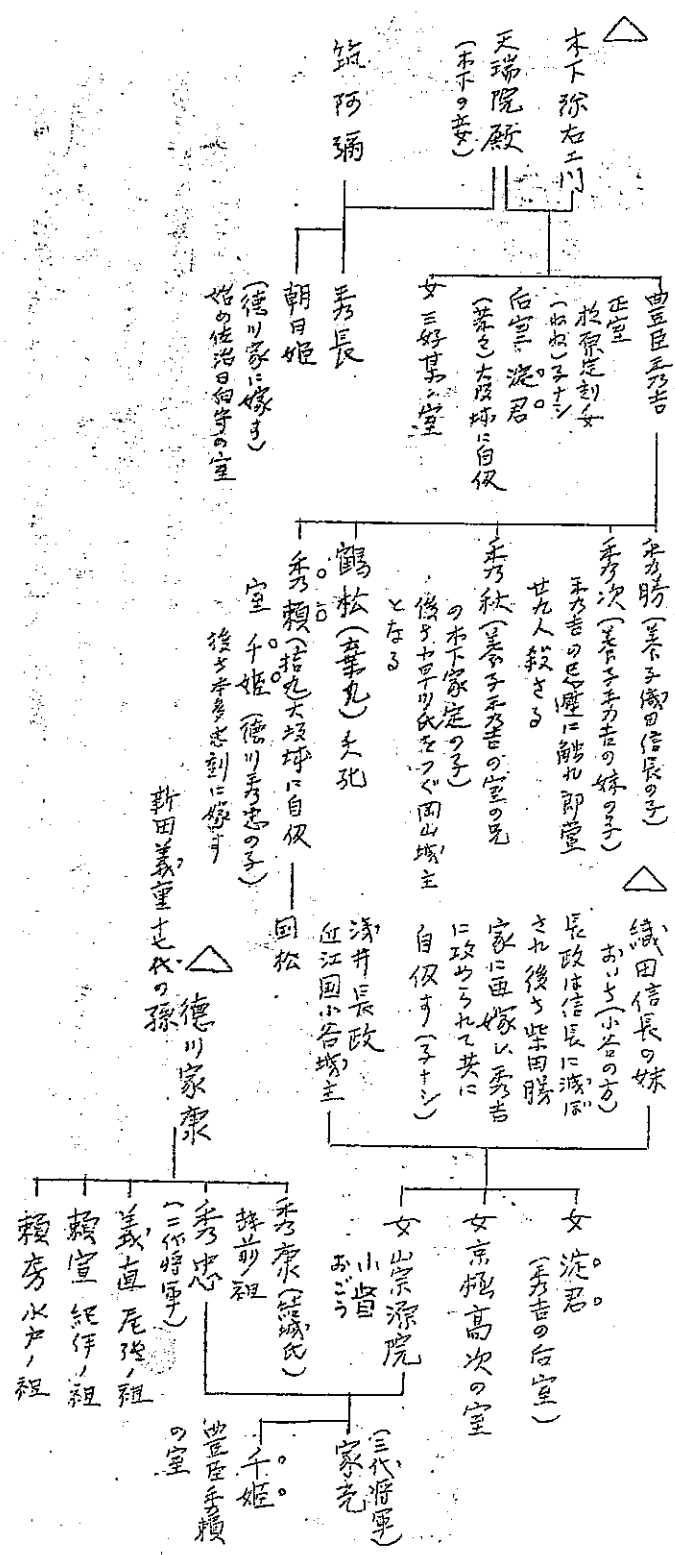 △
木下弥右エ門
天瑞院殿
(木下の妾)
筑阿弥
豊臣秀吉
正室
杉原定利女
(ねね)子ナシ
后室 淀君
(茶々)大阪城に自仭
女三好某ノ室
秀長
朝日姫
(徳川家に嫁す)
始め佐治日向守の室
秀勝(養子織田信長の子)
秀次(養子秀吉の妹の子)
秀吉の忌歴に触れ郎党
廿九人殺さる
秀秋(養子秀吉の室の兄
の木下家定の子)
後ち小早川氏をつぐ岡山城主
となる
鶴松(棄丸)夭死
秀頼(拾丸大坂城に自仭
室 千姫(徳川秀忠の子)
後ち本多忠刻に嫁す
国松
△
織田信長の妹
おいち(小谷の方)
長政は信長に滅ぼ
され後ち柴田勝
家に再嫁し秀吉
に攻められて共に
自仭す(子ナシ)
浅井長政
近江国小谷城主
女 淀君
(秀吉の后室)
女京極高次の室
女 崇源院
小督
おごう
△
徳川家康
新田義重十七代の孫
秀康(結城氏)
越前ノ祖
秀忠
(二代将軍)
義直尾張ノ祖
頼宣紀伊ノ祖
頼房水戸ノ祖
(三代将軍)
家光
千姫
豊臣秀頼
の室